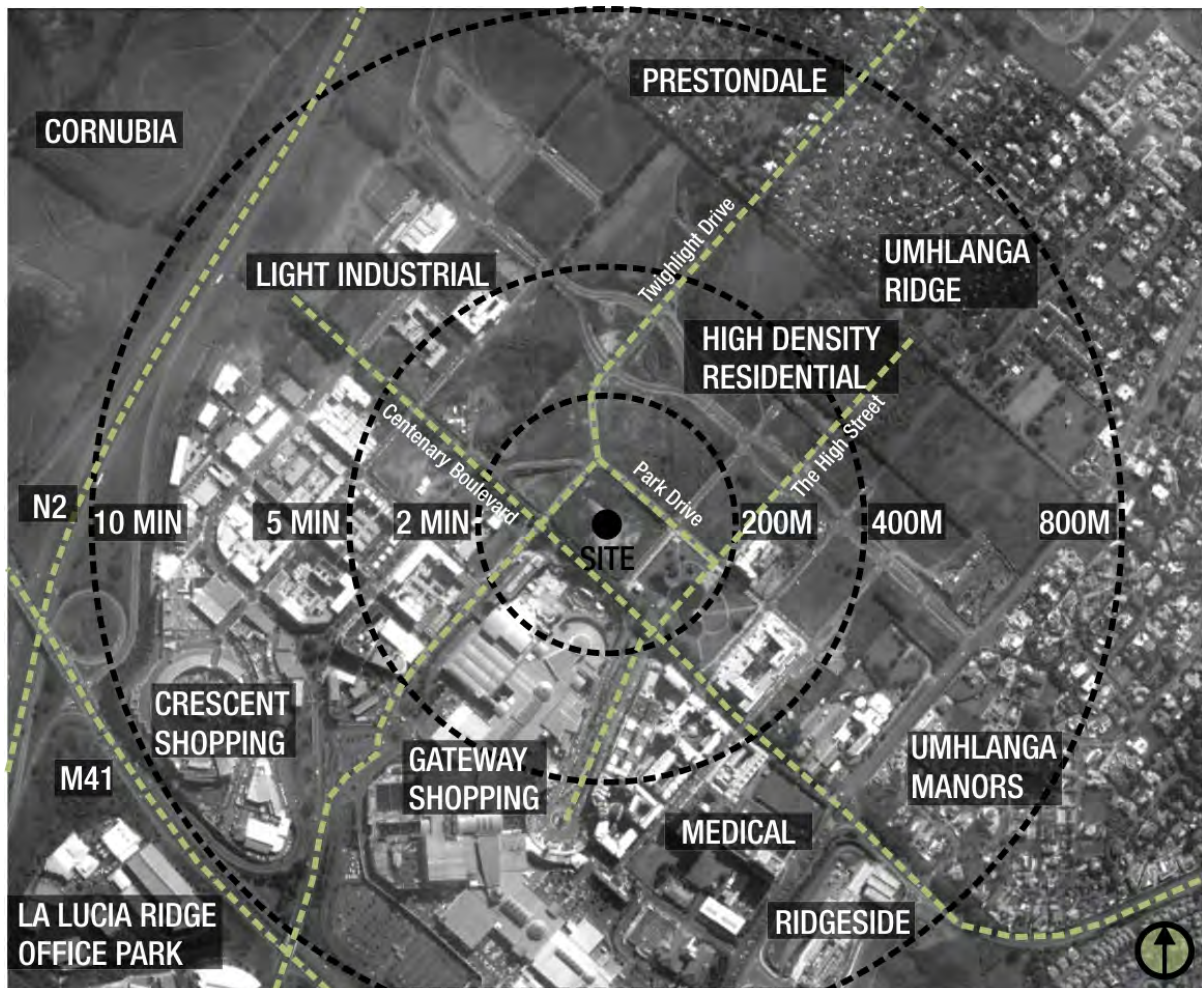 PRESTONDALE
CORNUBIA
Twighlight Drive
UMHLANGA
RIDGE
LIGHT INDUSTRIAL
HIGH DENSITY
RESIDENTIAL
The High Street
Centenary Boulevard
Park Drive
N2
10 MIN
5 MIN
2 MIN
SITE
200M
400M
800M
CRESCENT
SHOPPING
GATEWAY
SHOPPING
UMHLANGA
MANORS
M41
MEDICAL
LA LUCIA RIDGE
OFFICE PARK
RIDGESIDE